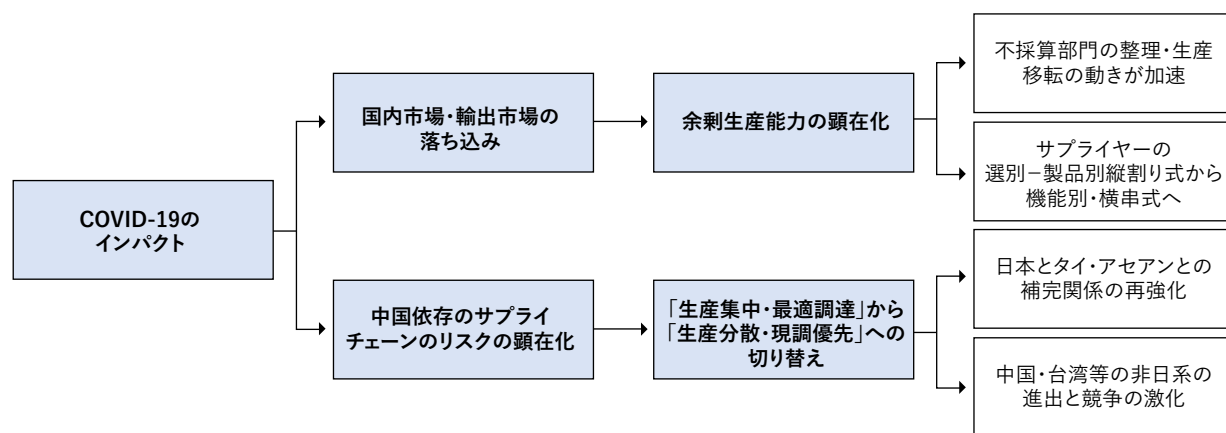 COVID-19の
インパクト
国内市場・輸出市場の
落ち込み
余剰生産能力の顕在化
不採算部門の整理・生産
移転の動きが加速
サプライヤーの
選別−製品別縦割り式から
機能別・横串式へ
中国依存のサプライ
チェーンのリスクの顕在化
「生産集中・最適調達」から
「生産分散・現調優先」への
切り替え
日本とタイ・アセアンとの
補完関係の再強化
中国・台湾等の非日系の
進出と競争の激化